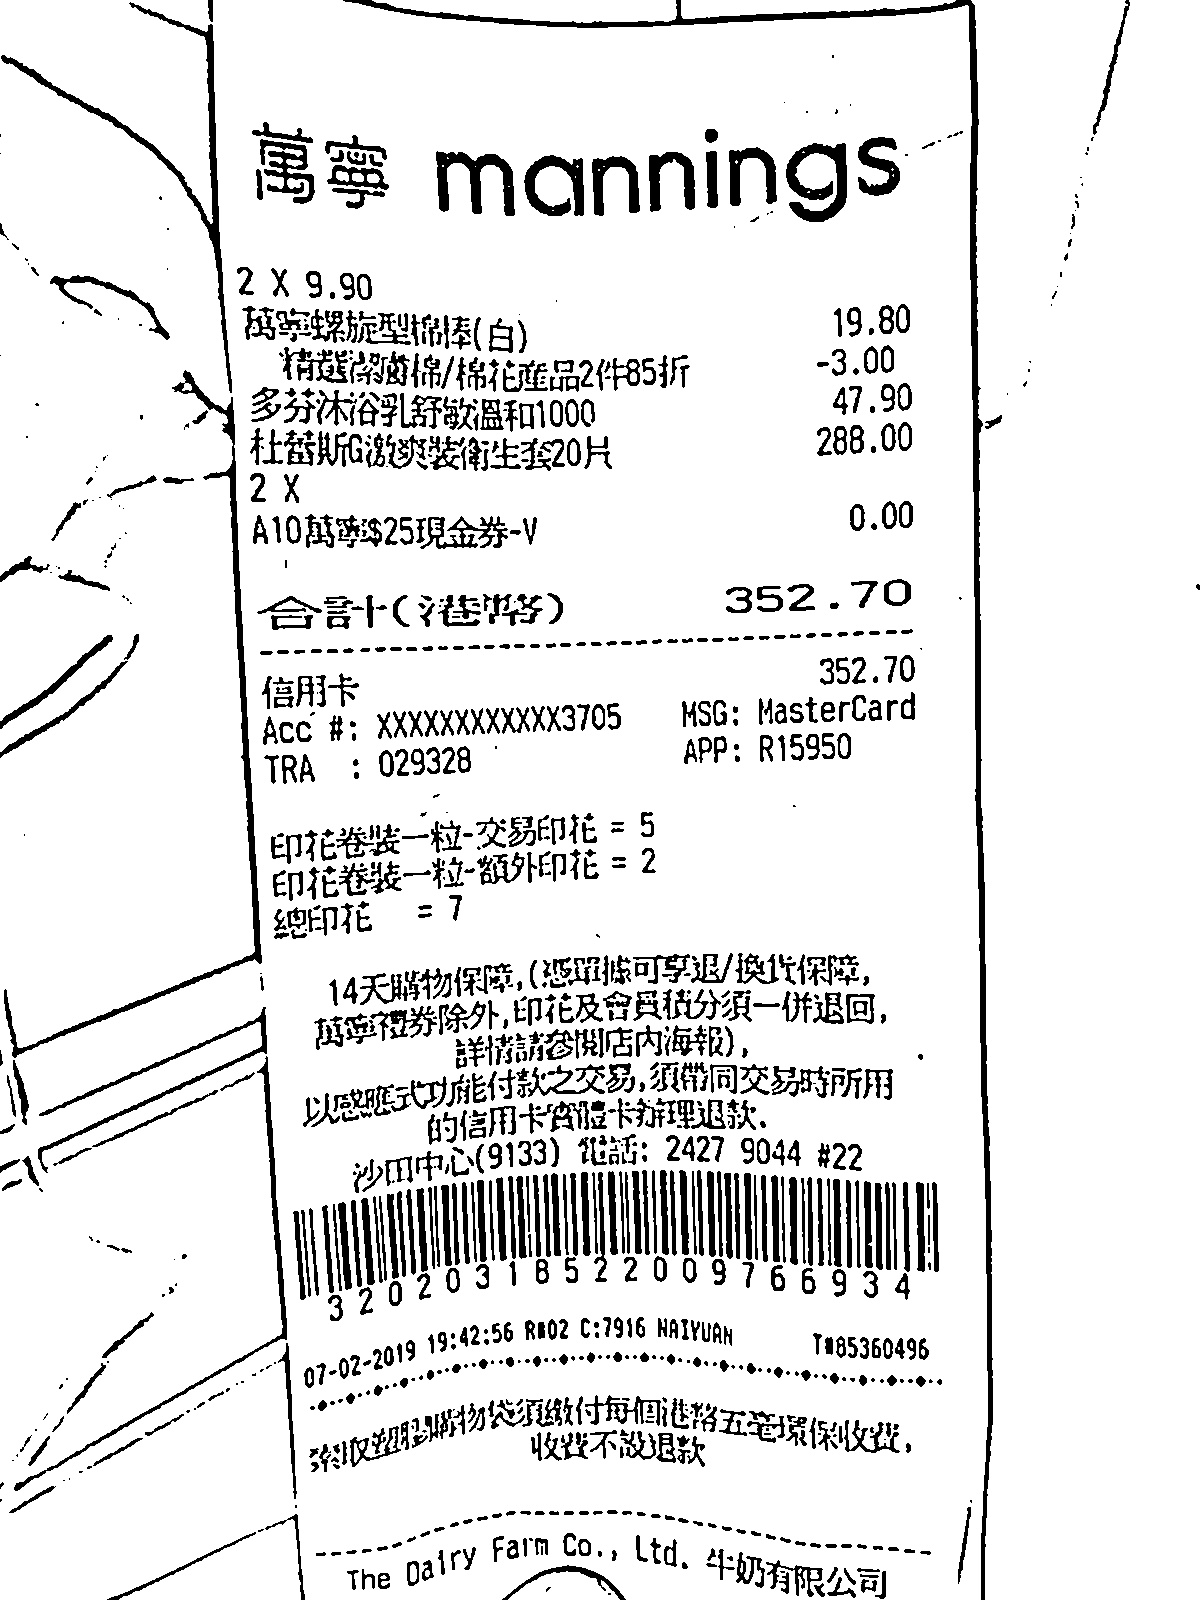 萬寧 mannings
2 X 9.90
萬寧螺旋型棉棒(白) 19.80
精選潔齒棉/棉花產品2件85折 -3.00
多芬沐浴乳舒敏溫和1000 47.90
杜蕾斯G激爽裝衛生套20片 288.00
2 X
A10萬寧$25現金券-V 0.00
合計(港幣) 352.70
信用卡 352.70
Acc #: XXXXXXXXXXXX3705 MSG: MasterCard
TRA : 029328 APP: R15950
印花卷裝一粒-交易印花 = 5
印花卷裝一粒-額外印花 = 2
總印花 = 7
14天購物保障,(憑單據可享退/換貨保障,
萬寧禮券除外,印花及會員積分須一併退回,
詳情請參閱店內海報),
以感應式功能付款之交易,須帶同交易時所用
的信用卡實體卡辦理退款.
沙田中心(9133) 電話: 2427 9044 #22
32020318522009766934
07-02-2019 19:42:56 R#02 C:7916 NAIYUAN T#85360496
索取塑膠購物袋須繳付每個港幣五毫環保收費,
收費不設退款
The Dairy Farm Co., Ltd. 牛奶有限公司